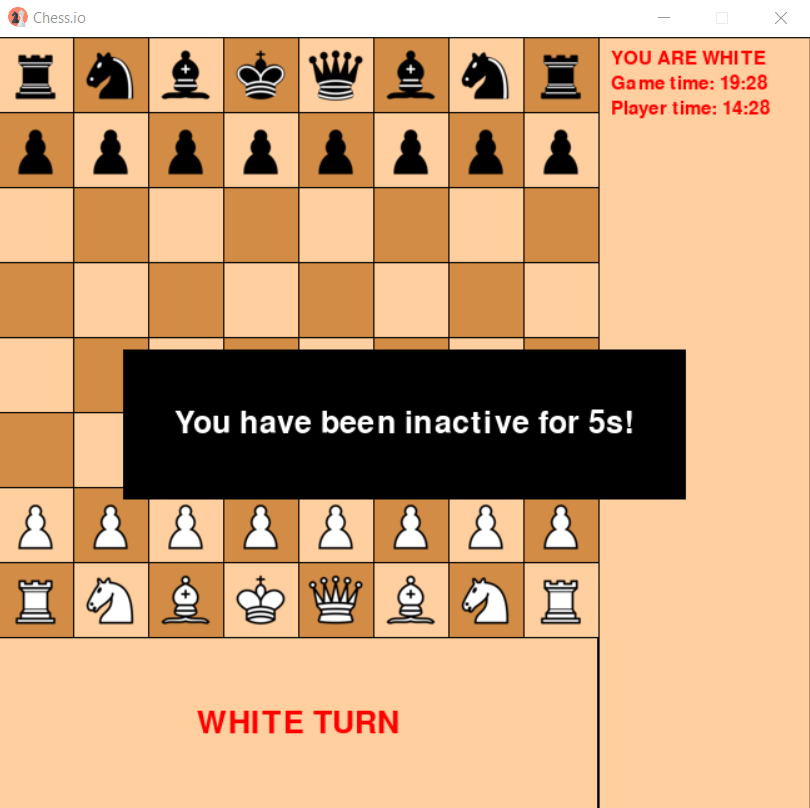 Chess.io
YOU ARE WHITE
Game time: 19:28
Player time: 14:28
You have been inactive for 5s!
WHITE TURN